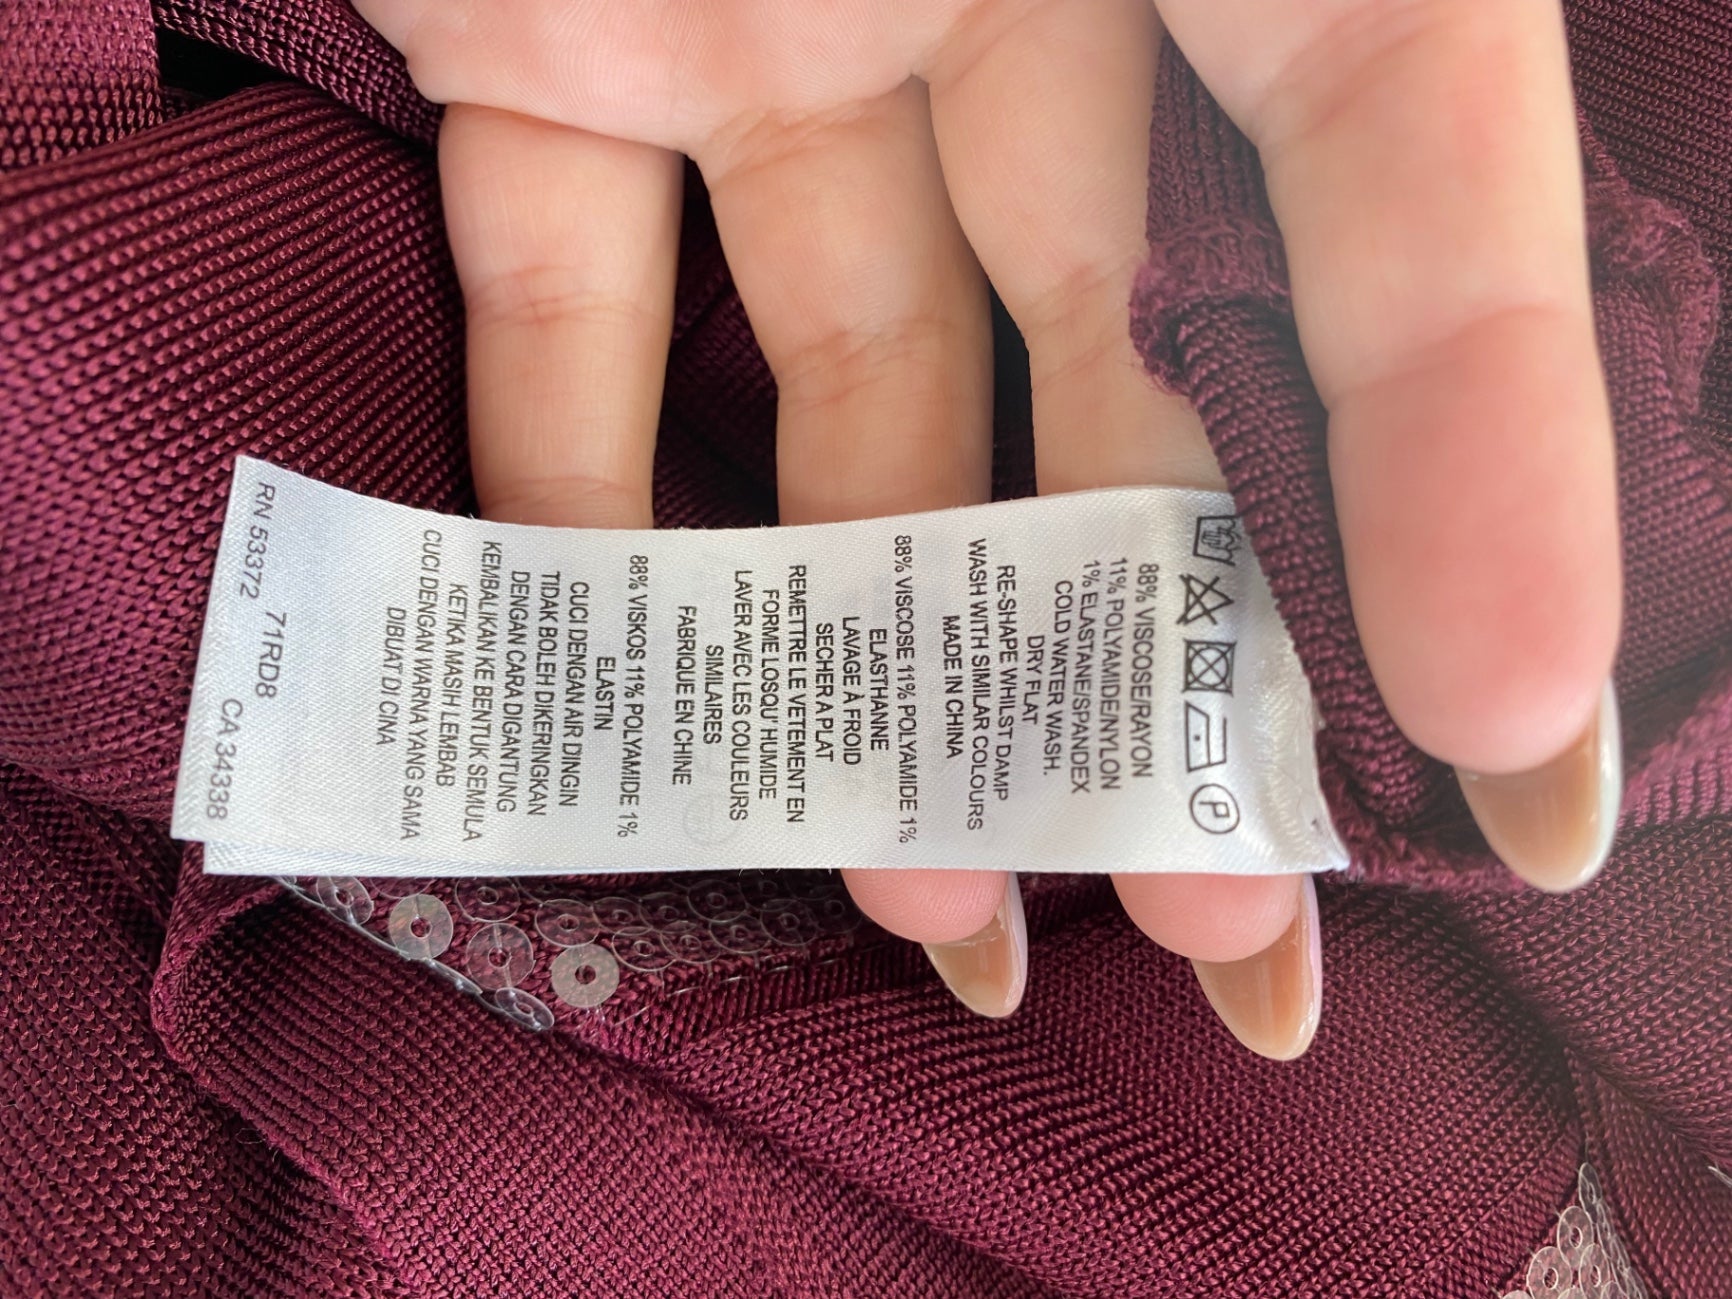 88% VISCOSE/RAYON
11% POLYAMIDE/NYLON
1% ELASTANE/SPANDEX
COLD WATER WASH.
DRY FLAT
RE-SHAPE WHILST DAMP
WASH WITH SIMILAR COLOURS
MADE IN CHINA
88% VISCOSE 11% POLYAMIDE 1%
ELASTHANNE
LAVAGE À FROID
SECHER A PLAT
REMETTRE LE VETEMENT EN
FORME LOSQU' HUMIDE
LAVER AVEC LES COULEURS
SIMILAIRES
FABRIQUE EN CHINE
88% VISKOS 11% POLYAMIDE 1%
ELASTIN
CUCI DENGAN AIR DINGIN
TIDAK BOLEH DIKERINGKAN
DENGAN CARA DIGANTUNG
KEMBALIKAN KE BENTUK SEMULA
KETIKA MASIH LEMBAB
CUCI DENGAN WARNA YANG SAMA
DIBUAT DI CINA
71RD8
RN 53372 CA 34338